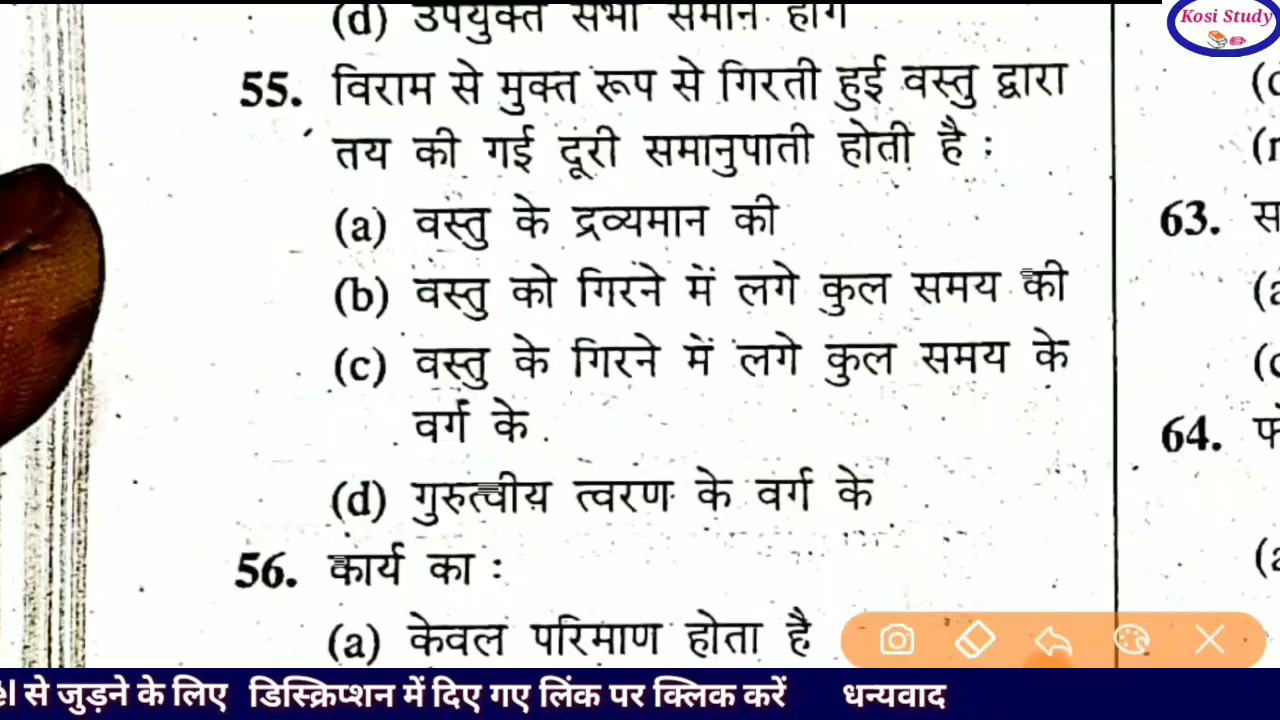 (d) उपर्युक्त सभी समान होंगे
55. विराम से मुक्त रूप से गिरती हुई वस्तु द्वारा
तय की गई दूरी समानुपाती होती है :
(a) वस्तु के द्रव्यमान की
(b) वस्तु को गिरने में लगे कुल समय की
(c) वस्तु के गिरने में लगे कुल समय के
वर्ग के
(d) गुरुत्वीय त्वरण के वर्ग के
56. कार्य का :
(a) केवल परिमाण होता है
Kosi Study
63. स
64.
से जुड़ने के लिए डिस्क्रिप्शन में दिए गए लिंक पर क्लिक करें धन्यवाद